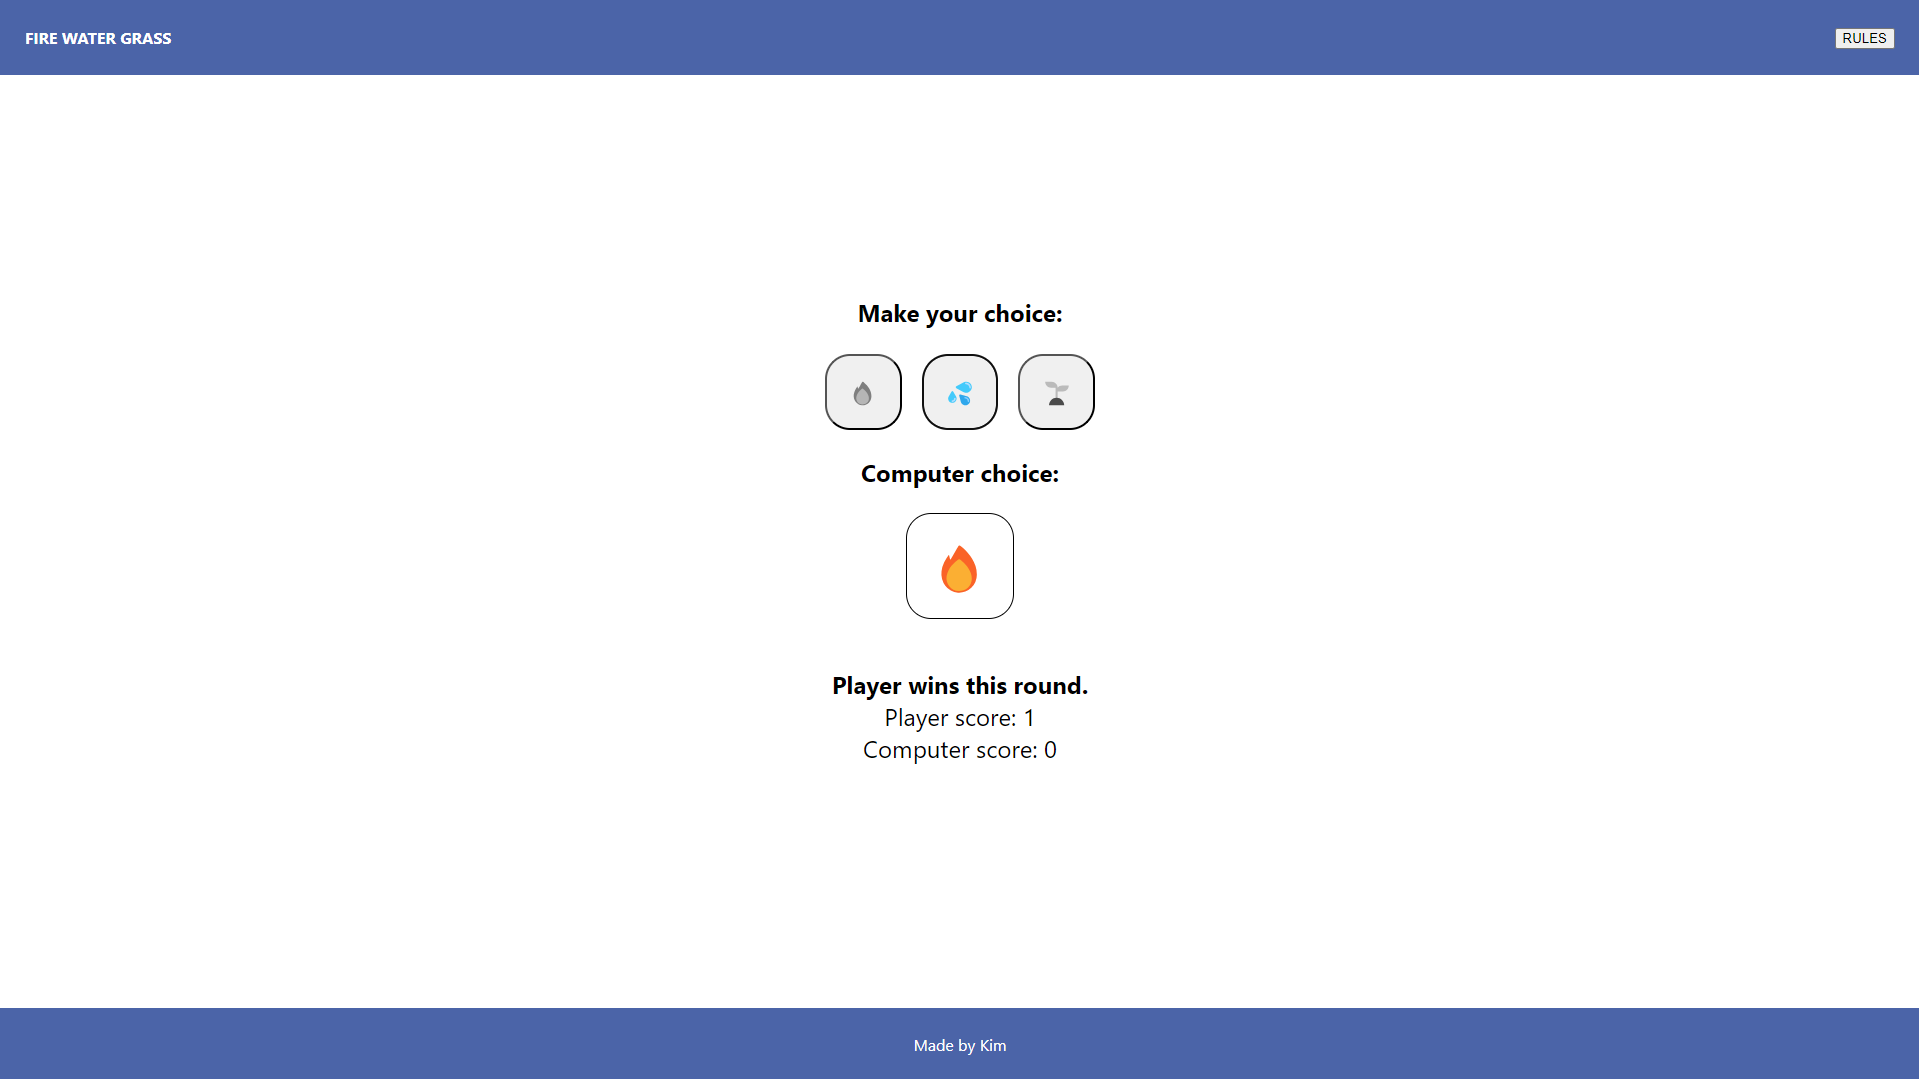 FIRE WATER GRASS
RULES
Make your choice:
Computer choice:
Player wins this round.
Player score: 1
Computer score: 0
Made by Kim